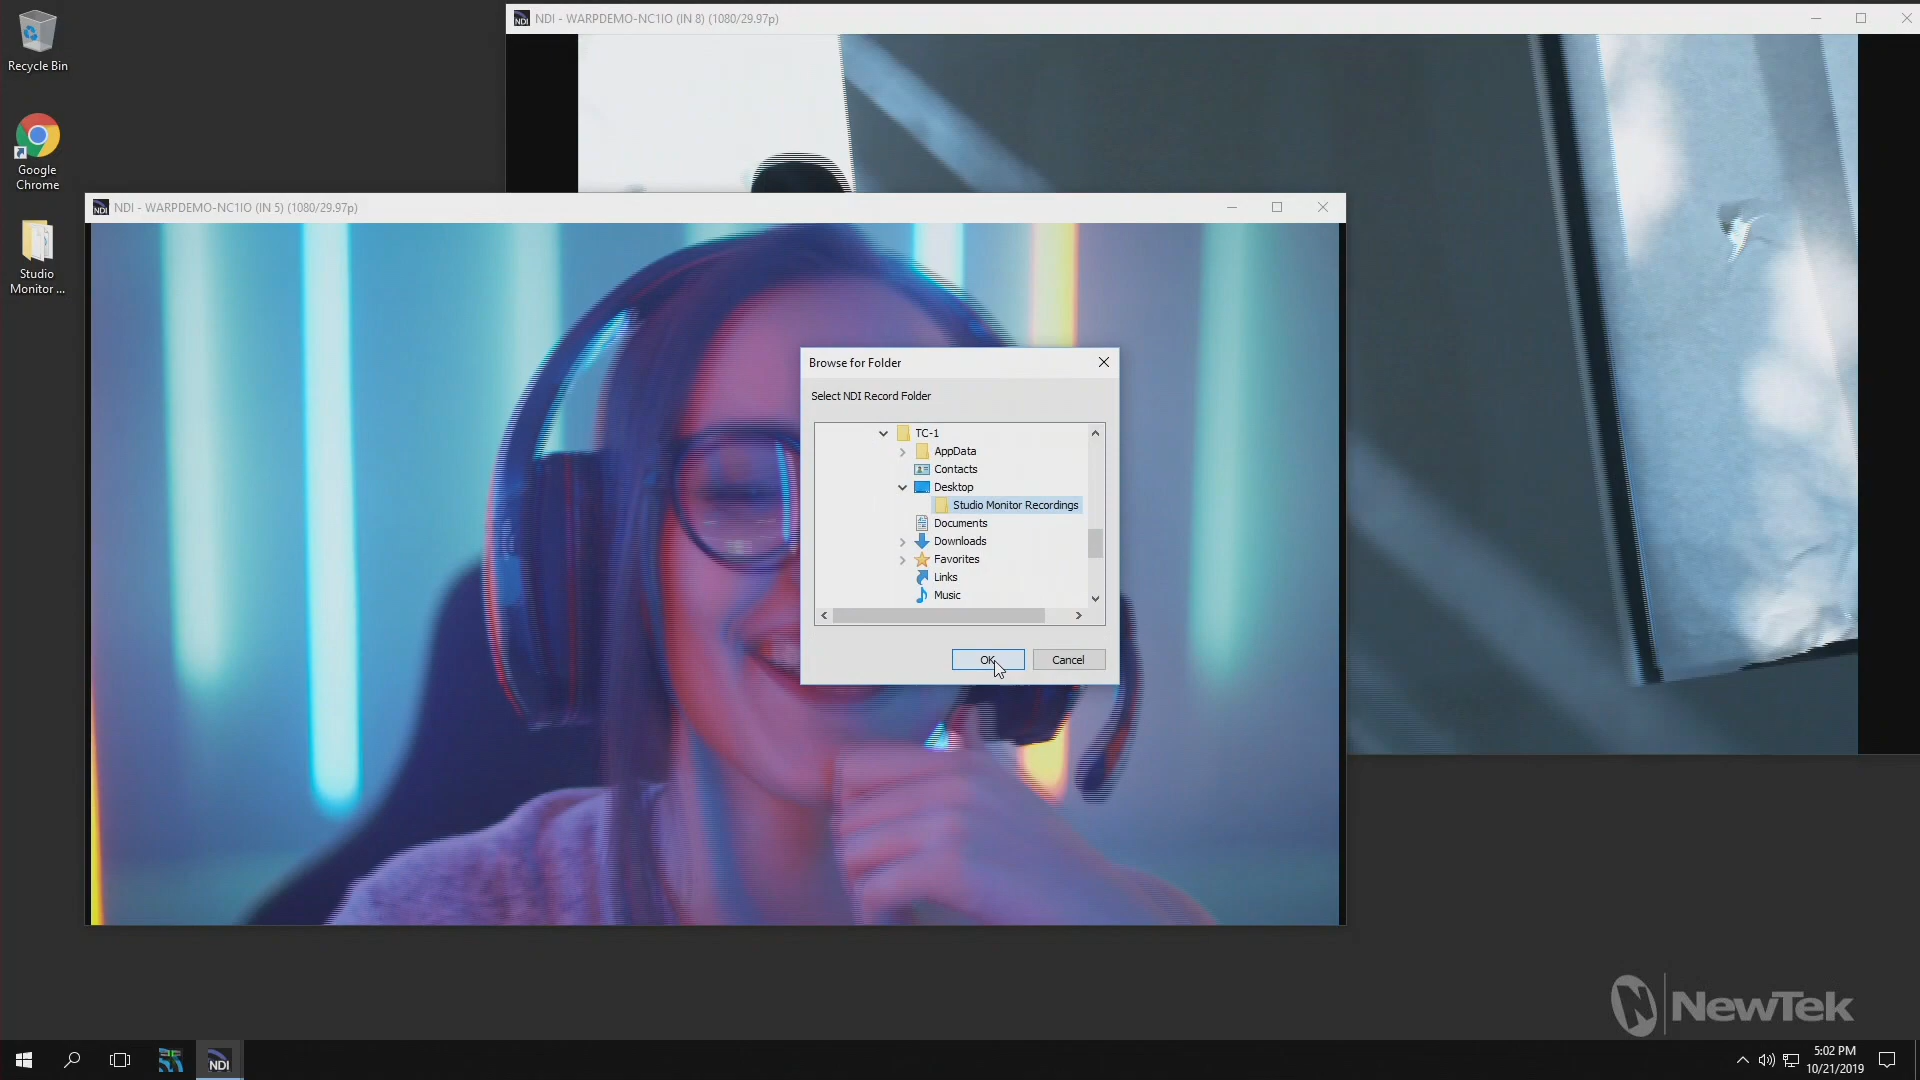 Recycle Bin
Google
Chrome
Studio
Monitor ...
NDI NDI - WARPDEMO-NC1IO (IN 8) (1080/29.97p)
NDI NDI - WARPDEMO-NC1IO (IN 5) (1080/29.97p)
Browse for Folder
Select NDI Record Folder
TC-1
AppData
Contacts
Desktop
Studio Monitor Recordings
Documents
Downloads
Favorites
Links
Music
OK
Cancel
NewTek
NDI
5:02 PM
10/21/2019